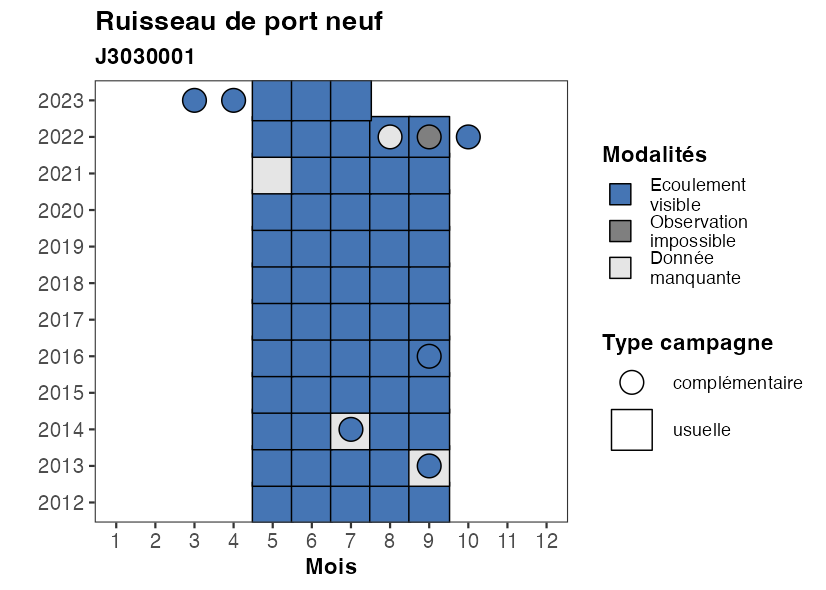 Ruisseau de port neuf
J3030001
2023
2022
2021
2020
2019
2018
2017
2016
2015
2014
2013
2012
1 2 3 4 5 6 7 8 9 10 11 12
Mois
Modalités
Ecoulement
visible
Observation
impossible
Donnée
manquante
Type campagne
complémentaire
usuelle